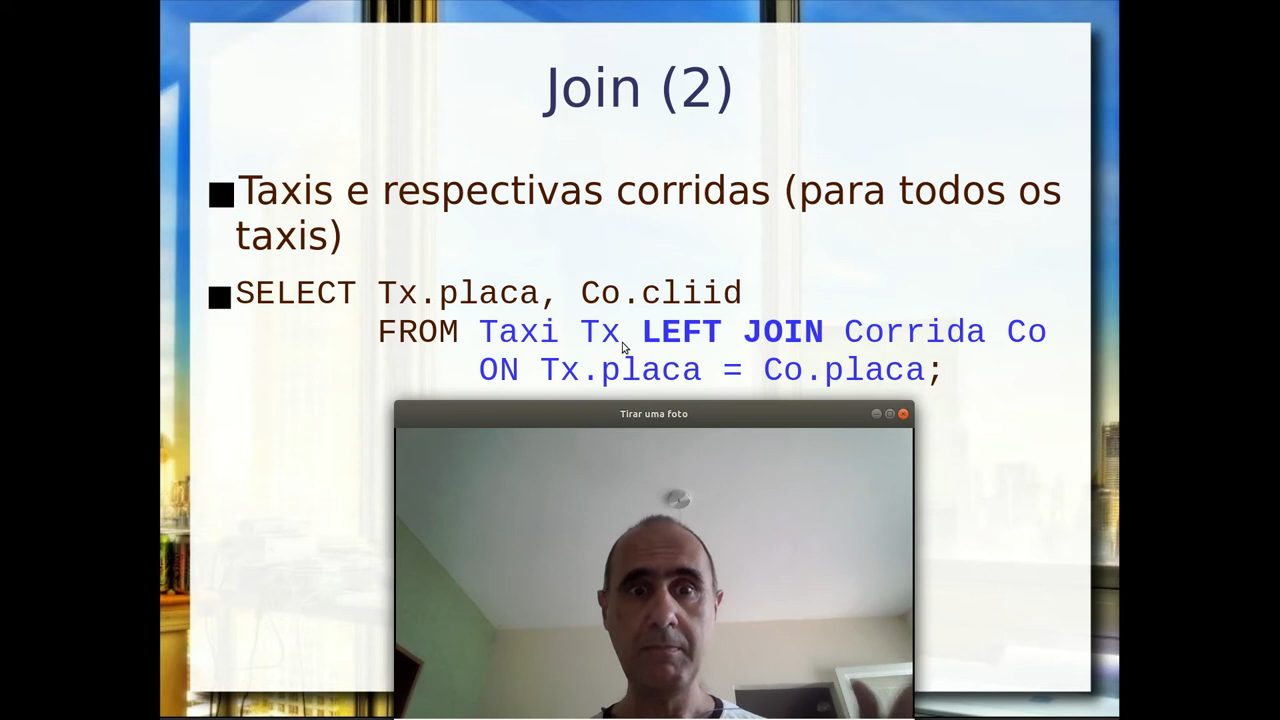 Join (2)
Taxis e respectivas corridas (para todos os
taxis)
SELECT Tx.placa, Co.cliid
FROM Taxi Tx LEFT JOIN Corrida Co
ON Tx.placa = Co.placa;
Tirar uma foto